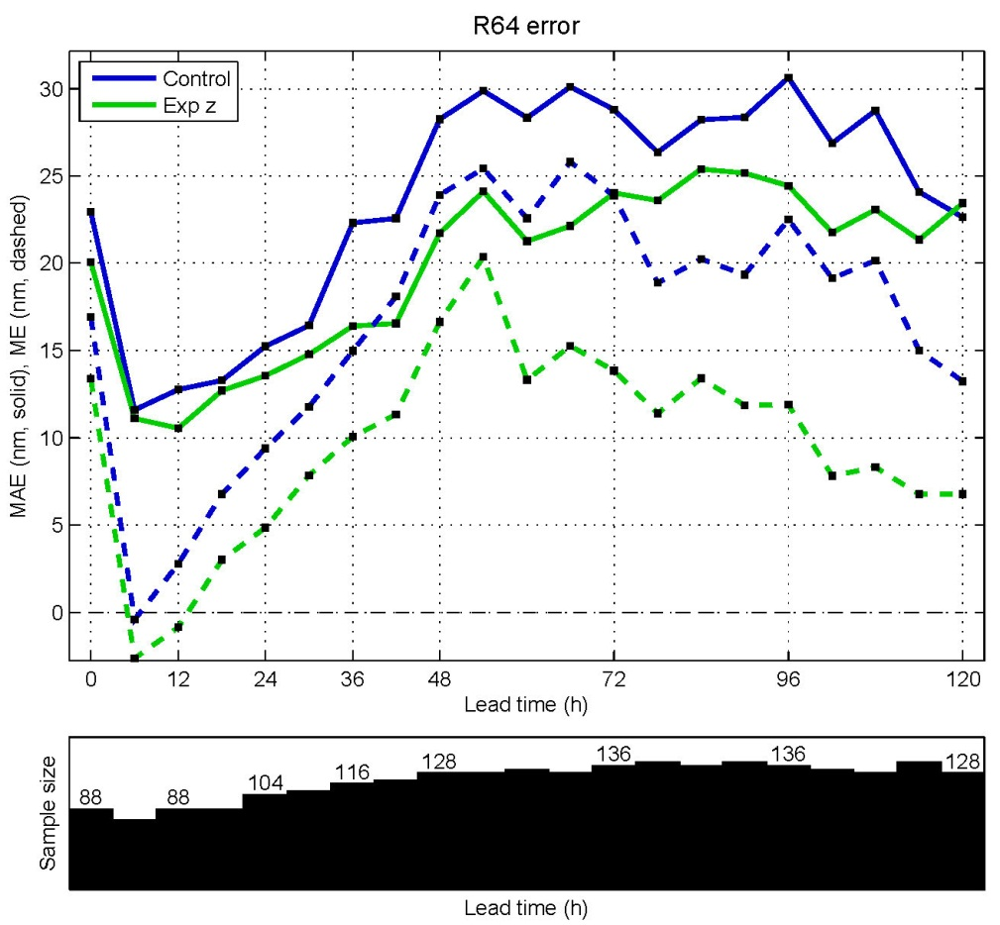 R64 error
MAE (nm, solid), ME (nm, dashed)
Control
Exp z
30
25
20
15
10
5
0
0 12 24 36 48 72 96 120
Lead time (h)
Sample size
88 88 104 116 128 136 136 128
Lead time (h)